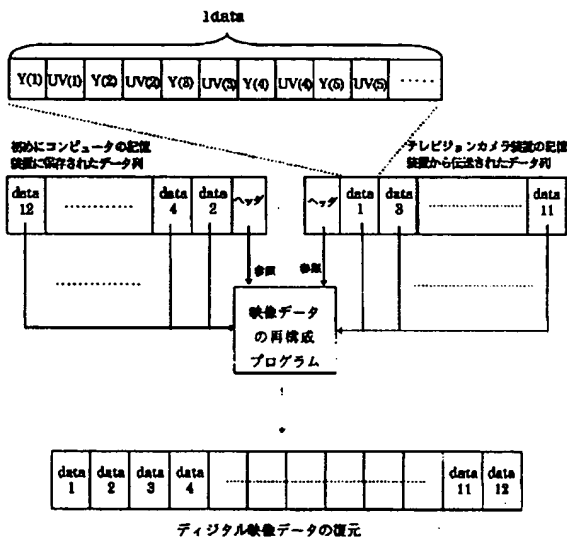 1data
Y(1) UV(1) Y(2) UV(2) Y(3) UV(3) Y(4) UV(4) Y(5) UV(5) ……
初めにコンピュータの記憶
装置に保存されたデータ列
テレビジョンカメラ装置の記憶
装置から伝送されたデータ列
data 12 ………… data 4 data 2 ヘッダ
ヘッダ data 1 data 3 ………… data 11
参照 参照
映像データ
の再構成
プログラム
data 1 data 2 data 3 data 4 ………… data 11 data 12
ディジタル映像データの復元